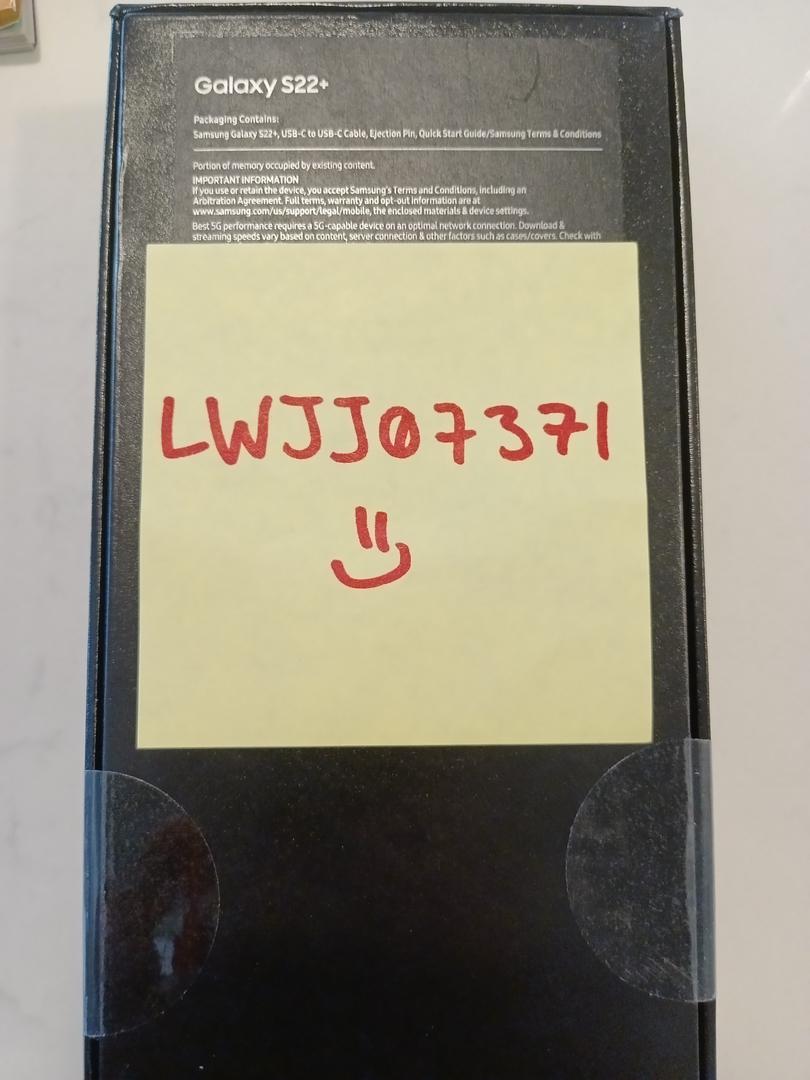 Galaxy S22+
Packaging Contains:
Samsung Galaxy S22+, USB-C to USB-C Cable, Ejection Pin, Quick Start Guide/Samsung Terms & Conditions
Portion of memory occupied by existing content.
IMPORTANT INFORMATION
If you use or retain the device, you accept Samsung's Terms and Conditions, including an
Arbitration Agreement. Full terms, warranty and opt-out information are at
www.samsung.com/us/support/legal/mobile, the enclosed materials & device settings.
Best 5G performance requires a 5G-capable device on an optimal network connection. Download &
streaming speeds vary based on content, server connection & other factors such as cases/covers. Check with
LWJJ07371